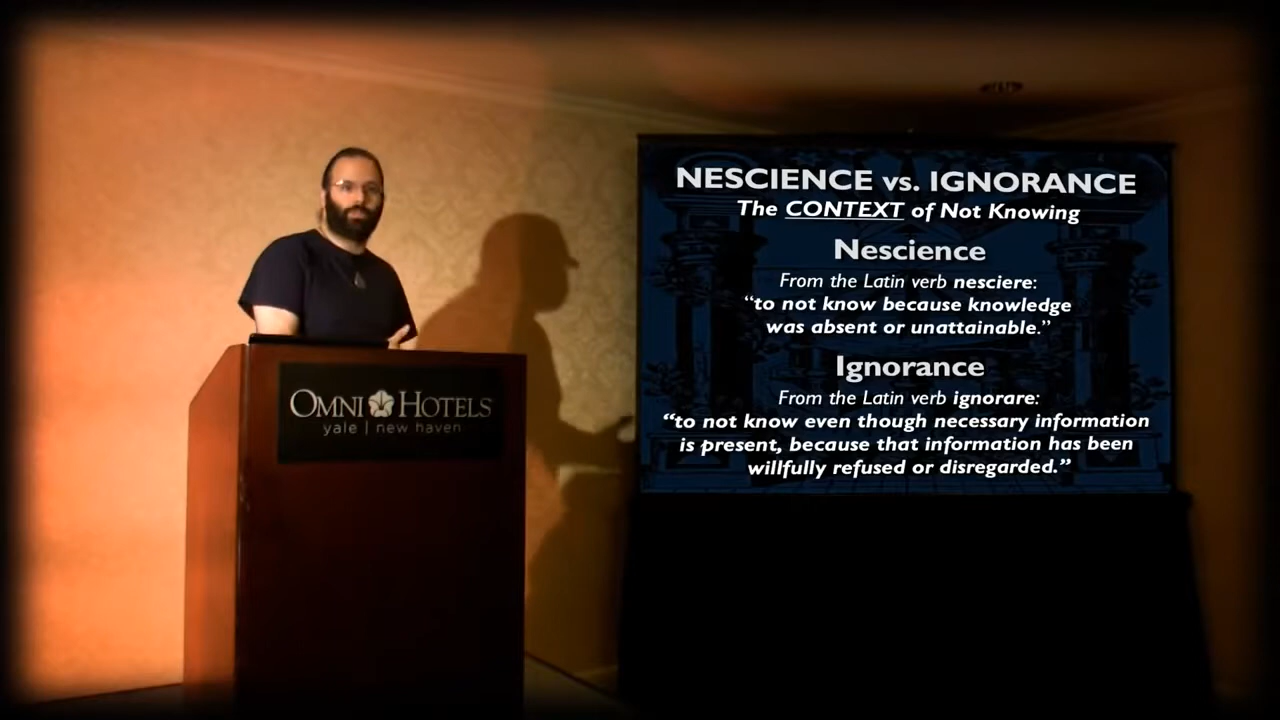 OMNI HOTELS
yale | new haven
NESCIENCE vs. IGNORANCE
The CONTEXT of Not Knowing
Nescience
From the Latin verb nesciere:
“to not know because knowledge
was absent or unattainable.”
Ignorance
From the Latin verb ignorare:
“to not know even though necessary information
is present, because that information has been
willfully refused or disregarded.”